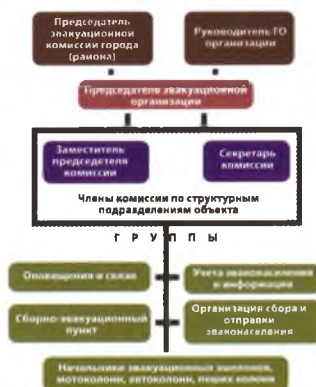 Председатель
эвакуационной
комиссии города
(района)
Руководитель ГО
организации
Председатель эвакуационной
организации
Заместитель
председетеля
комиссии
Секретарь
комиссии
Члены комиссии по структурным
подразделениям объекта
Г Р У П П Ы
Оповещения и связи
Учета эваконаселения
и информации
Сборно-эвакуационный
пункт
Организация сбора и
отправки
эваконаселения
Начальники эвакуационных эшелонов,
мотоколонн, автоколонн, пеших колонн